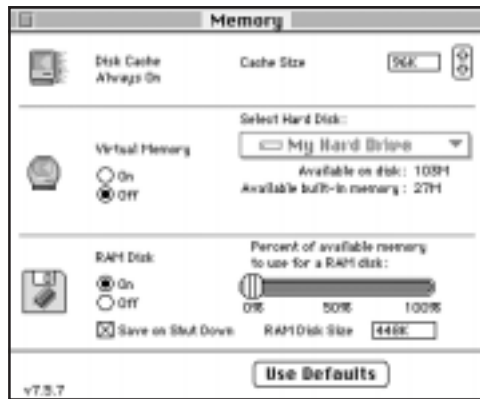 Memory
Disk Cache
Always On
Cache Size
96K
Select Hard Disk:
My Hard Drive
Virtual Memory
On
Off
Available on disk: 103M
Available built-in memory: 27M
RAM Disk
On
Off
Percent of available memory
to use for a RAM disk:
0% 50% 100%
Save on Shut Down
RAM Disk Size
448K
Use Defaults
v7.5.7